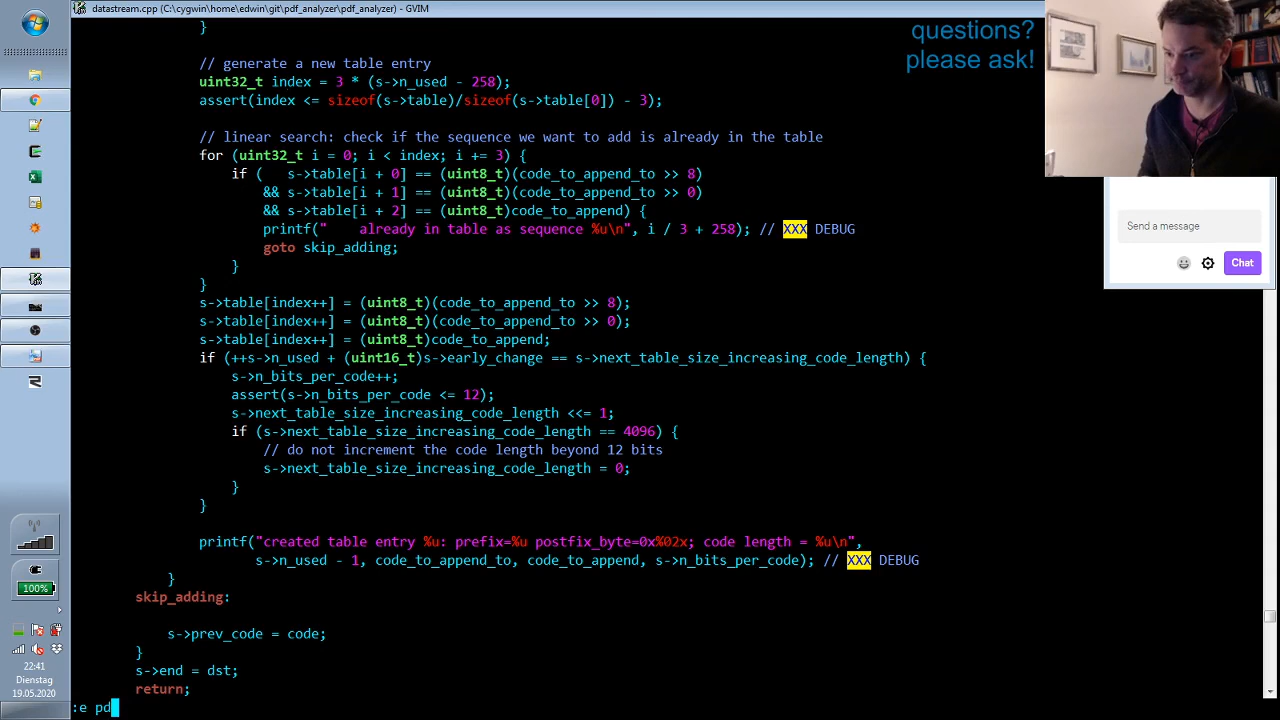 datastream.cpp (C:\cygwin\home\edwin\git\pdf_analyzer\pdf_analyzer) - GVIM
questions?
please ask!
}
// generate a new table entry
uint32_t index = 3 * (s->n_used - 258);
assert(index <= sizeof(s->table)/sizeof(s->table[0]) - 3);
// linear search: check if the sequence we want to add is already in the table
for (uint32_t i = 0; i < index; i += 3) {
if (   s->table[i + 0] == (uint8_t)(code_to_append_to >> 8)
&& s->table[i + 1] == (uint8_t)(code_to_append_to >> 0)
&& s->table[i + 2] == (uint8_t)code_to_append) {
printf("    already in table as sequence %u\n", i / 3 + 258); // XXX DEBUG
goto skip_adding;
}
}
s->table[index++] = (uint8_t)(code_to_append_to >> 8);
s->table[index++] = (uint8_t)(code_to_append_to >> 0);
s->table[index++] = (uint8_t)code_to_append;
if (++s->n_used + (uint16_t)s->early_change == s->next_table_size_increasing_code_length) {
s->n_bits_per_code++;
assert(s->n_bits_per_code <= 12);
s->next_table_size_increasing_code_length <<= 1;
if (s->next_table_size_increasing_code_length == 4096) {
// do not increment the code length beyond 12 bits
s->next_table_size_increasing_code_length = 0;
}
}
printf("created table entry %u: prefix=%u postfix_byte=0x%02x; code length = %u\n",
s->n_used - 1, code_to_append_to, code_to_append, s->n_bits_per_code); // XXX DEBUG
}
skip_adding:
s->prev_code = code;
}
s->end = dst;
return;
:e pd
Send a message
Chat
100%
22:41
Dienstag
19.05.2020